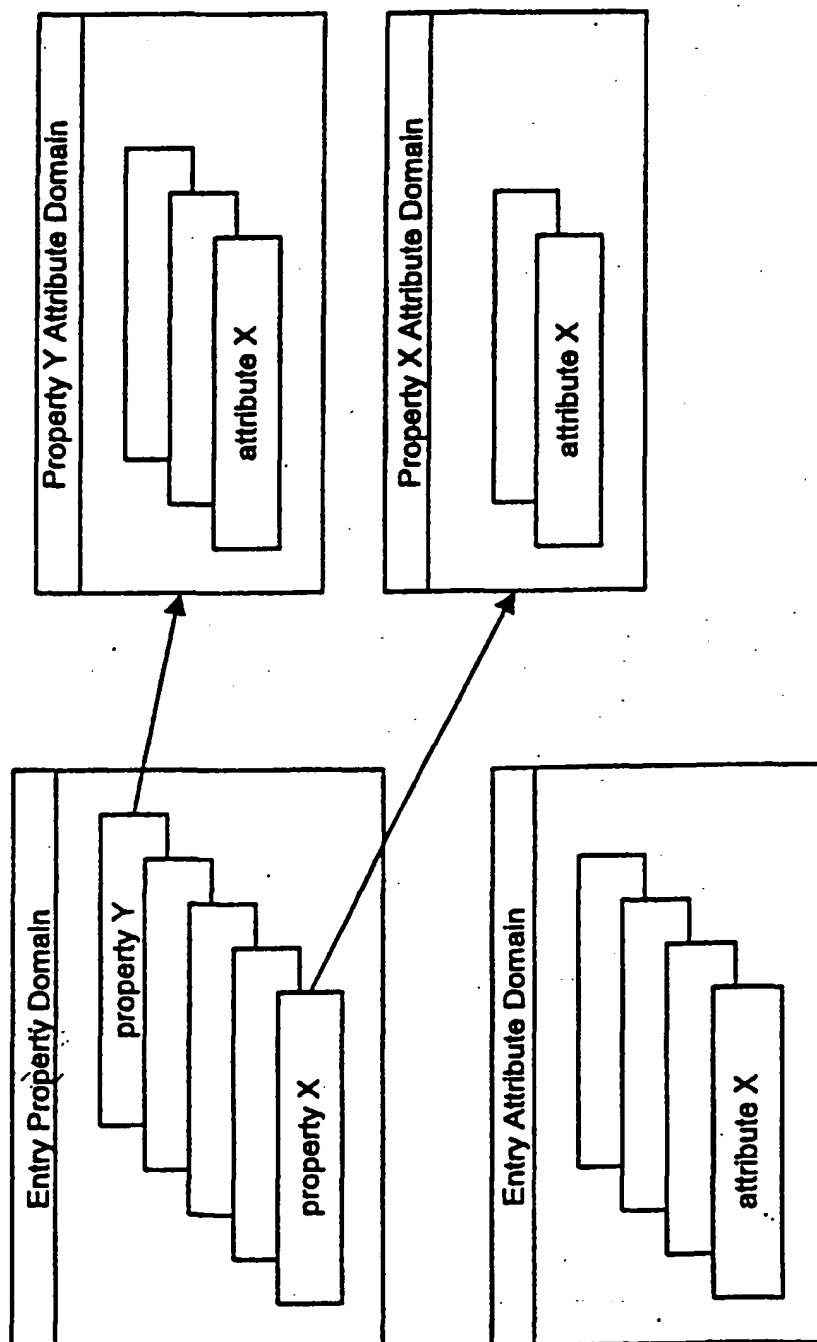 Entry Property Domain
property Y
property X
Property Y Attribute Domain
attribute X
Entry Attribute Domain
attribute X
Property X Attribute Domain
attribute X